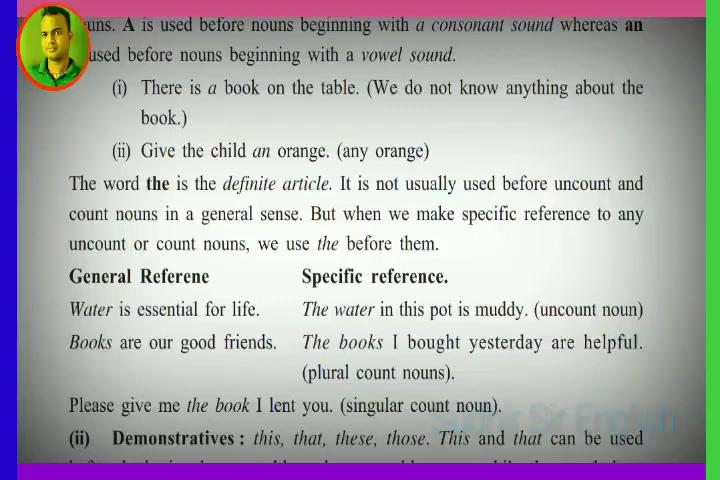 uns. A is used before nouns beginning with a consonant sound whereas an
used before nouns beginning with a vowel sound.
(i) There is a book on the table. (We do not know anything about the
book.)
(ii) Give the child an orange. (any orange)
The word the is the definite article. It is not usually used before uncount and
count nouns in a general sense. But when we make specific reference to any
uncount or count nouns, we use the before them.
General Referene Specific reference.
Water is essential for life. The water in this pot is muddy. (uncount noun)
Books are our good friends. The books I bought yesterday are helpful.
(plural count nouns).
Please give me the book I lent you. (singular count noun).
Sir English
(ii) Demonstratives : this, that, these, those. This and that can be used